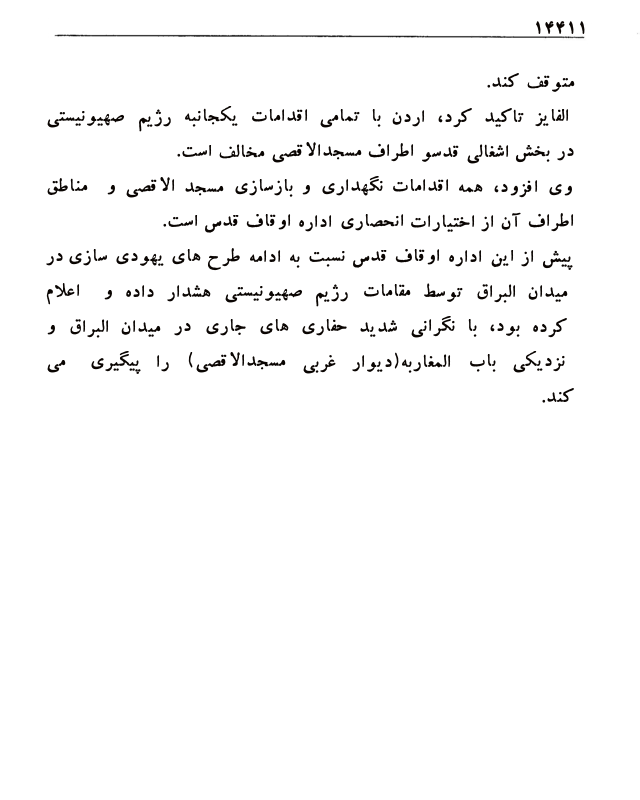 ۱۴۴۱۱
متوقف کند.
الفایز تاکید کرد، اردن با تمامی اقدامات یکجانبه رژیم صهیونیستی
در بخش اشغالی قدسو اطراف مسجدالاقصی مخالف است.
وی افزود، همه اقدامات نگهداری و بازسازی مسجد الاقصی و مناطق
اطراف آن از اختیارات انحصاری اداره اوقاف قدس است.
پیش از این اداره اوقاف قدس نسبت به ادامه طرح های یهودی سازی در
میدان البراق توسط مقامات رژیم صهیونیستی هشدار داده و اعلام
کرده بود، با نگرانی شدید حفاری های جاری در میدان البراق و
نزدیکی باب المغاربه(دیوار غربی مسجدالاقصی) را پیگیری می
کند.